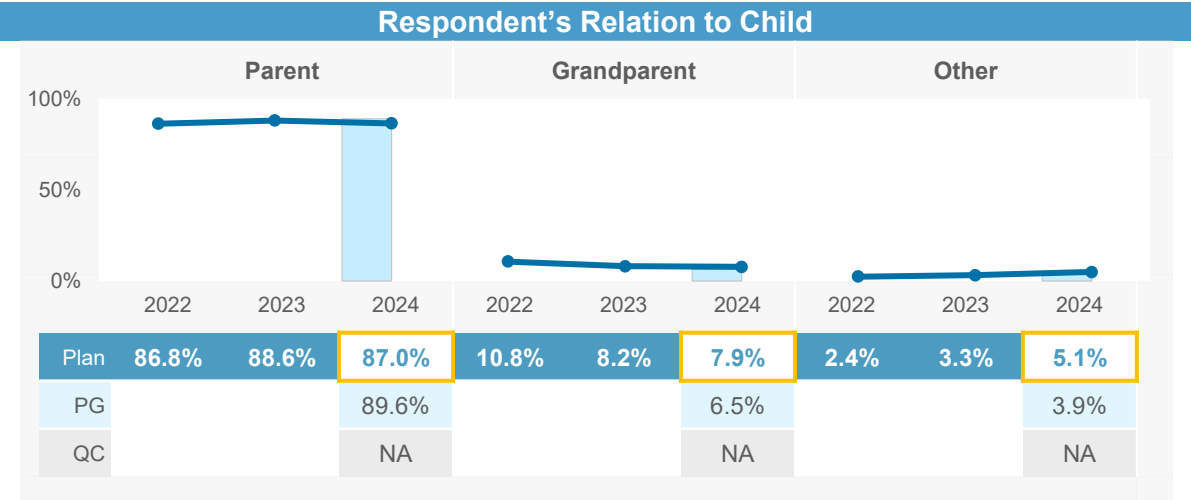 Respondent’s Relation to Child
Parent Grandparent Other
100%
50%
0%
2022 2023 2024 2022 2023 2024 2022 2023 2024
Plan 86.8% 88.6% 87.0% 10.8% 8.2% 7.9% 2.4% 3.3% 5.1%
PG 89.6% 6.5% 3.9%
QC NA NA NA